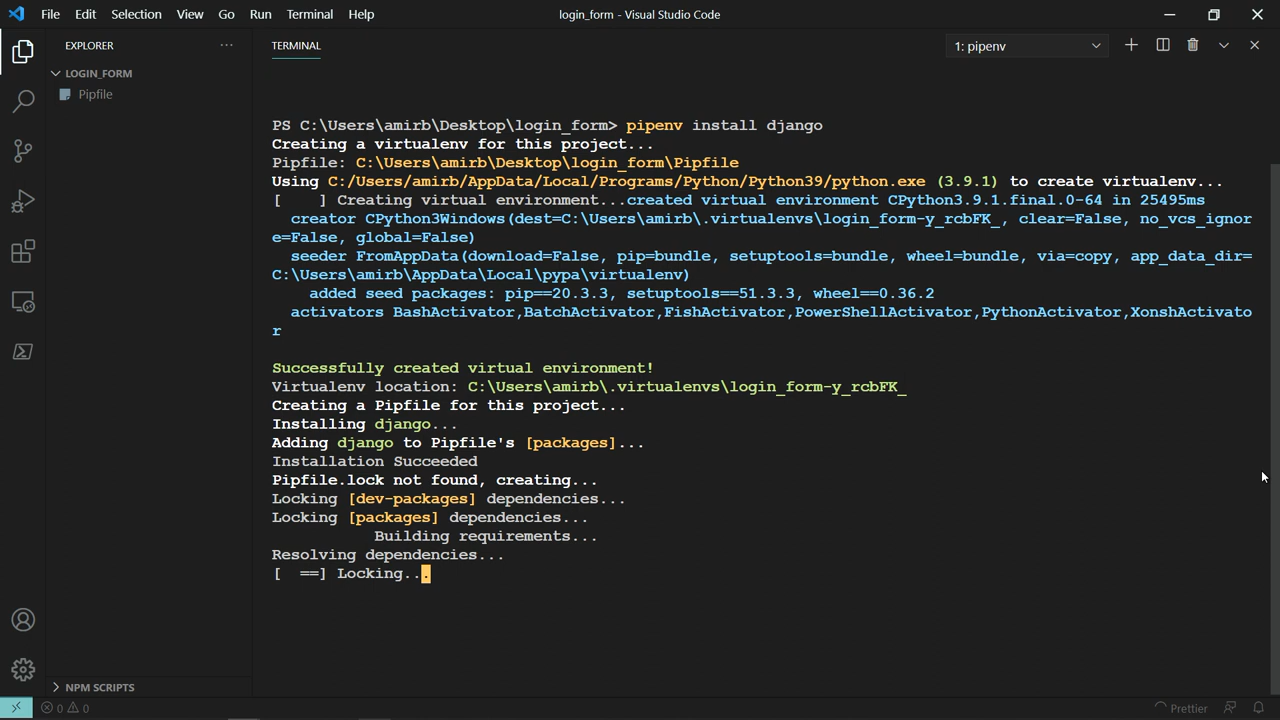 File Edit Selection View Go Run Terminal Help
login_form - Visual Studio Code
EXPLORER
LOGIN_FORM
Pipfile
NPM SCRIPTS
TERMINAL
1: pipenv
PS C:\Users\amirb\Desktop\login_form> pipenv install django
Creating a virtualenv for this project...
Pipfile: C:\Users\amirb\Desktop\login_form\Pipfile
Using C:/Users/amirb/AppData/Local/Programs/Python/Python39/python.exe (3.9.1) to create virtualenv...
[    ] Creating virtual environment...created virtual environment CPython3.9.1.final.0-64 in 25495ms
creator CPython3Windows(dest=C:\Users\amirb\.virtualenvs\login_form-y_rcbFK_, clear=False, no_vcs_ignor
e=False, global=False)
seeder FromAppData(download=False, pip=bundle, setuptools=bundle, wheel=bundle, via=copy, app_data_dir=
C:\Users\amirb\AppData\Local\pypa\virtualenv)
added seed packages: pip==20.3.3, setuptools==51.3.3, wheel==0.36.2
activators BashActivator,BatchActivator,FishActivator,PowerShellActivator,PythonActivator,XonshActivato
r
Successfully created virtual environment!
Virtualenv location: C:\Users\amirb\.virtualenvs\login_form-y_rcbFK_
Creating a Pipfile for this project...
Installing django...
Adding django to Pipfile's [packages]...
Installation Succeeded
Pipfile.lock not found, creating...
Locking [dev-packages] dependencies...
Locking [packages] dependencies...
Building requirements...
Resolving dependencies...
[  ==] Locking...
0 0
Prettier